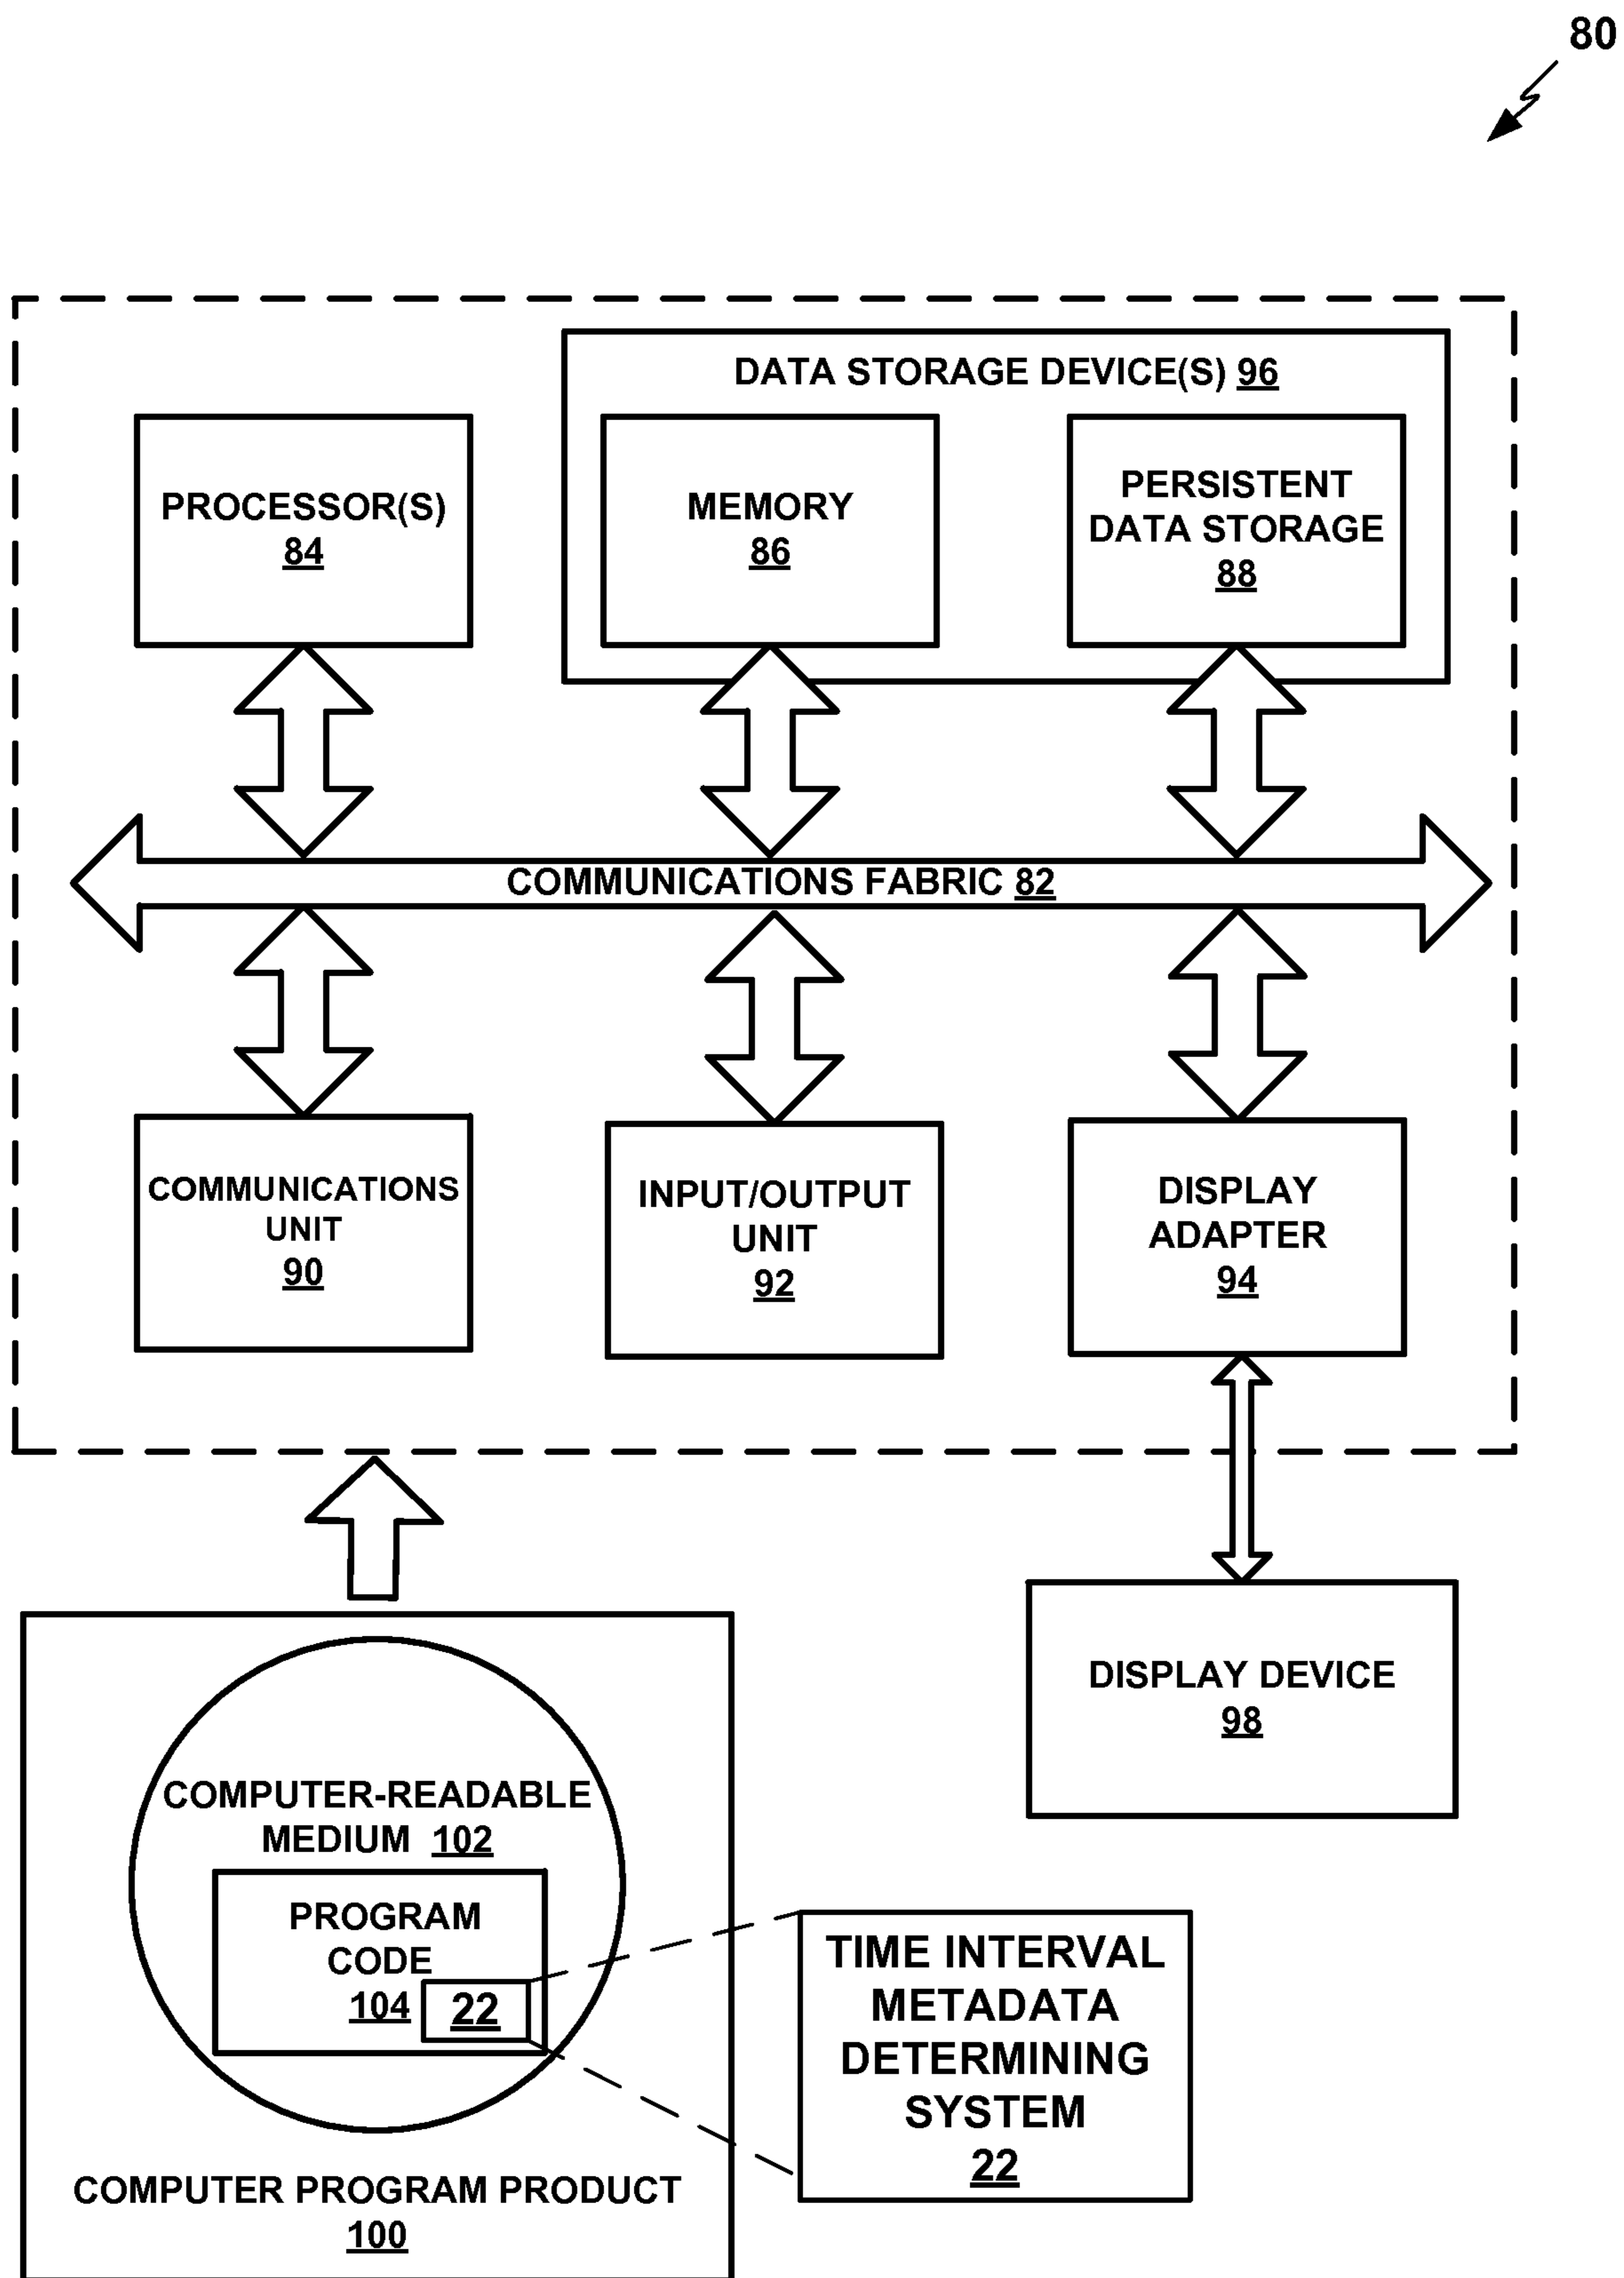 80
DATA STORAGE DEVICE(S) 96
PROCESSOR(S)
84
MEMORY
86
PERSISTENT
DATA STORAGE
88
COMMUNICATIONS FABRIC 82
COMMUNICATIONS
UNIT
90
INPUT/OUTPUT
UNIT
92
DISPLAY
ADAPTER
94
DISPLAY DEVICE
98
COMPUTER-READABLE
MEDIUM 102
PROGRAM
CODE
104
22
TIME INTERVAL
METADATA
DETERMINING
SYSTEM
22
COMPUTER PROGRAM PRODUCT
100